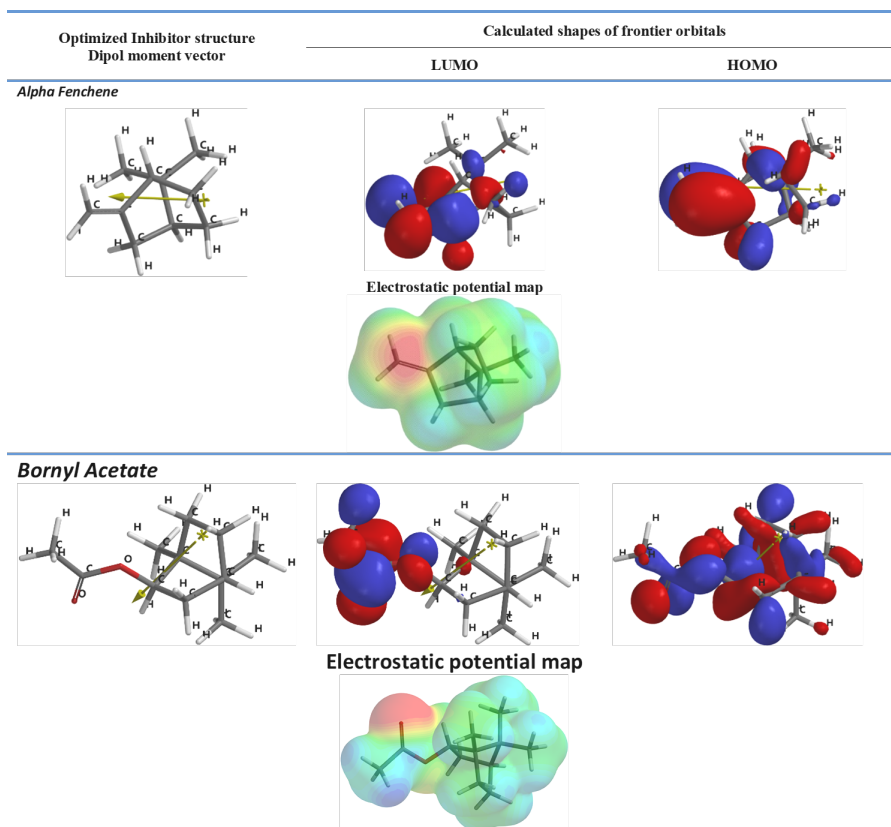 Optimized Inhibitor structure
Dipol moment vector
Calculated shapes of frontier orbitals
LUMO
HOMO
Alpha Fenchene
Electrostatic potential map
Bornyl Acetate
Electrostatic potential map